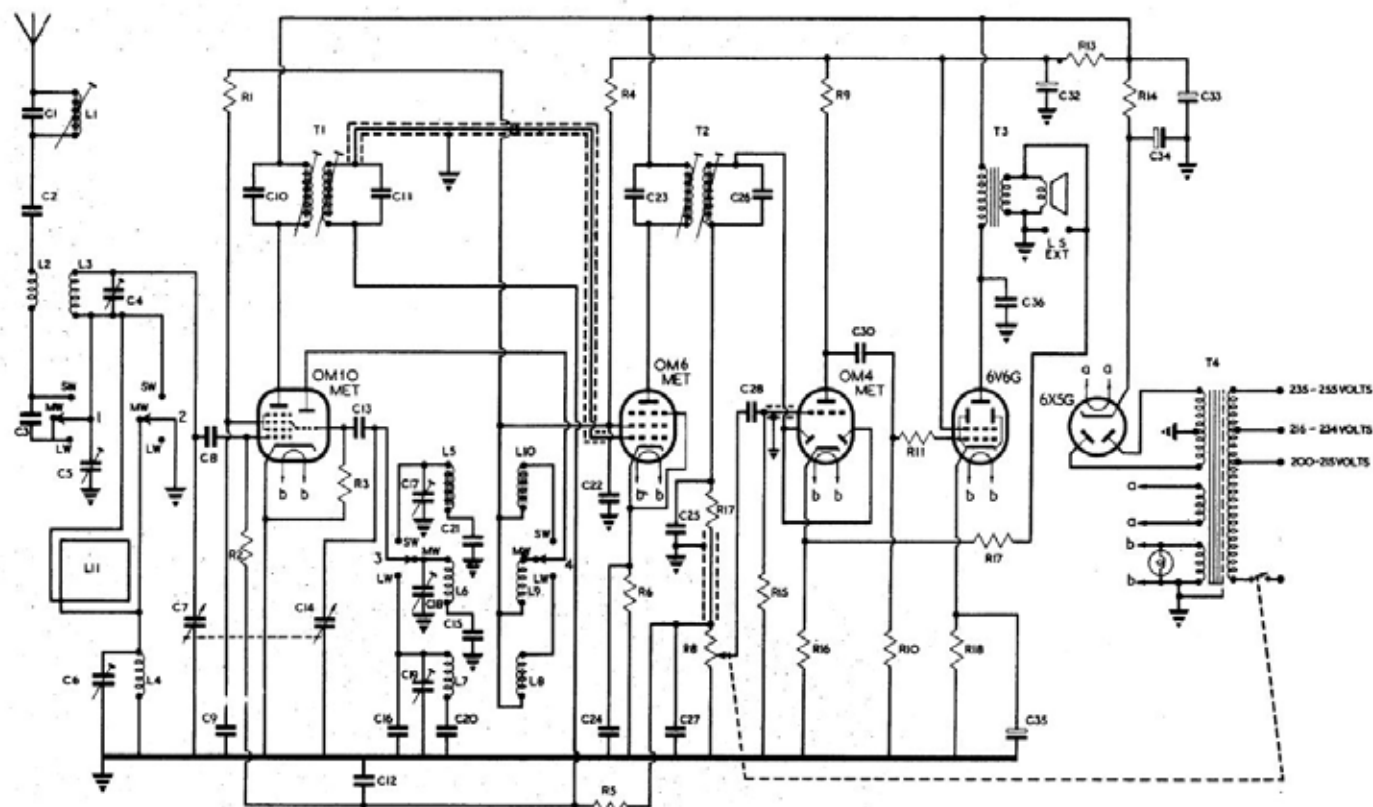 R13
R1
R4
R9
C32
R14
C33
C1
L1
T1
T2
T3
C34
C2
C10
C11
C23
C26
L2
L3
C4
L S
EXT
C36
C30
T4
OM10
MET
OM6
MET
OM4
MET
6V6G
6X5G
a
a
235-255 VOLTS
216-234 VOLTS
200-215 VOLTS
SW
SW
C3
MW
1
MW
2
LW
LW
C5
C8
C13
C28
R11
b
b
R3
L5
L10
C17
C21
C22
b
b
C25
R17
b
b
b
b
a
a
b
b
R2
SW
SW
3
MW
MW
4
LW
LW
L6
L9
C18
C15
R6
R17
L11
C7
C14
R15
R8
R16
R10
R18
C6
L4
C19
L7
L8
C9
C16
C20
C24
C27
C35
C12
R5